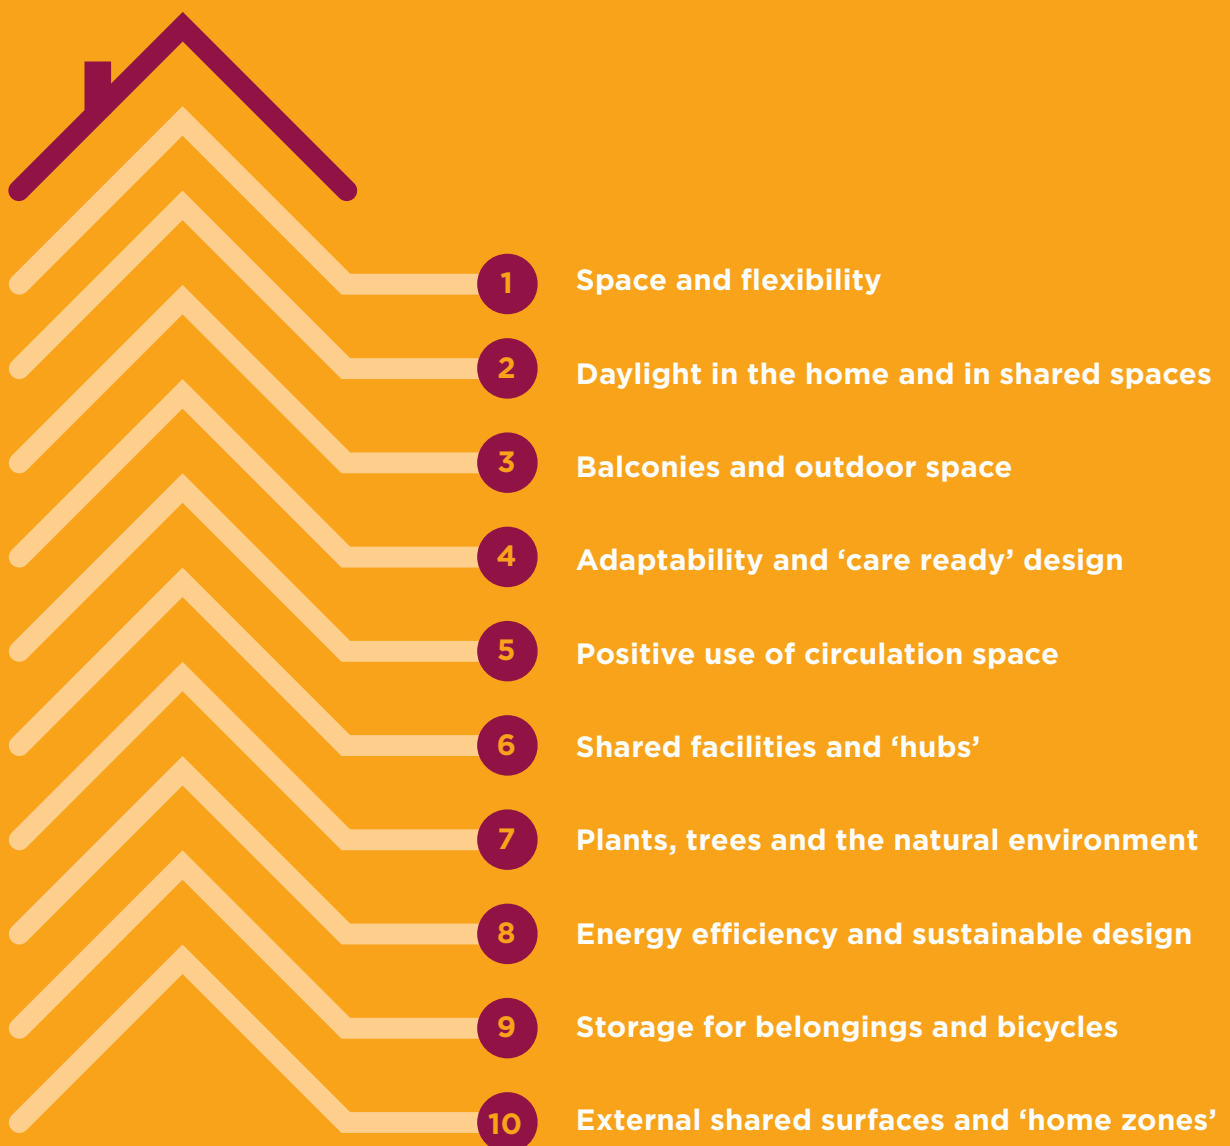 1 Space and flexibility
2 Daylight in the home and in shared spaces
3 Balconies and outdoor space
4 Adaptability and ‘care ready’ design
5 Positive use of circulation space
6 Shared facilities and ‘hubs’
7 Plants, trees and the natural environment
8 Energy efficiency and sustainable design
9 Storage for belongings and bicycles
10 External shared surfaces and ‘home zones’